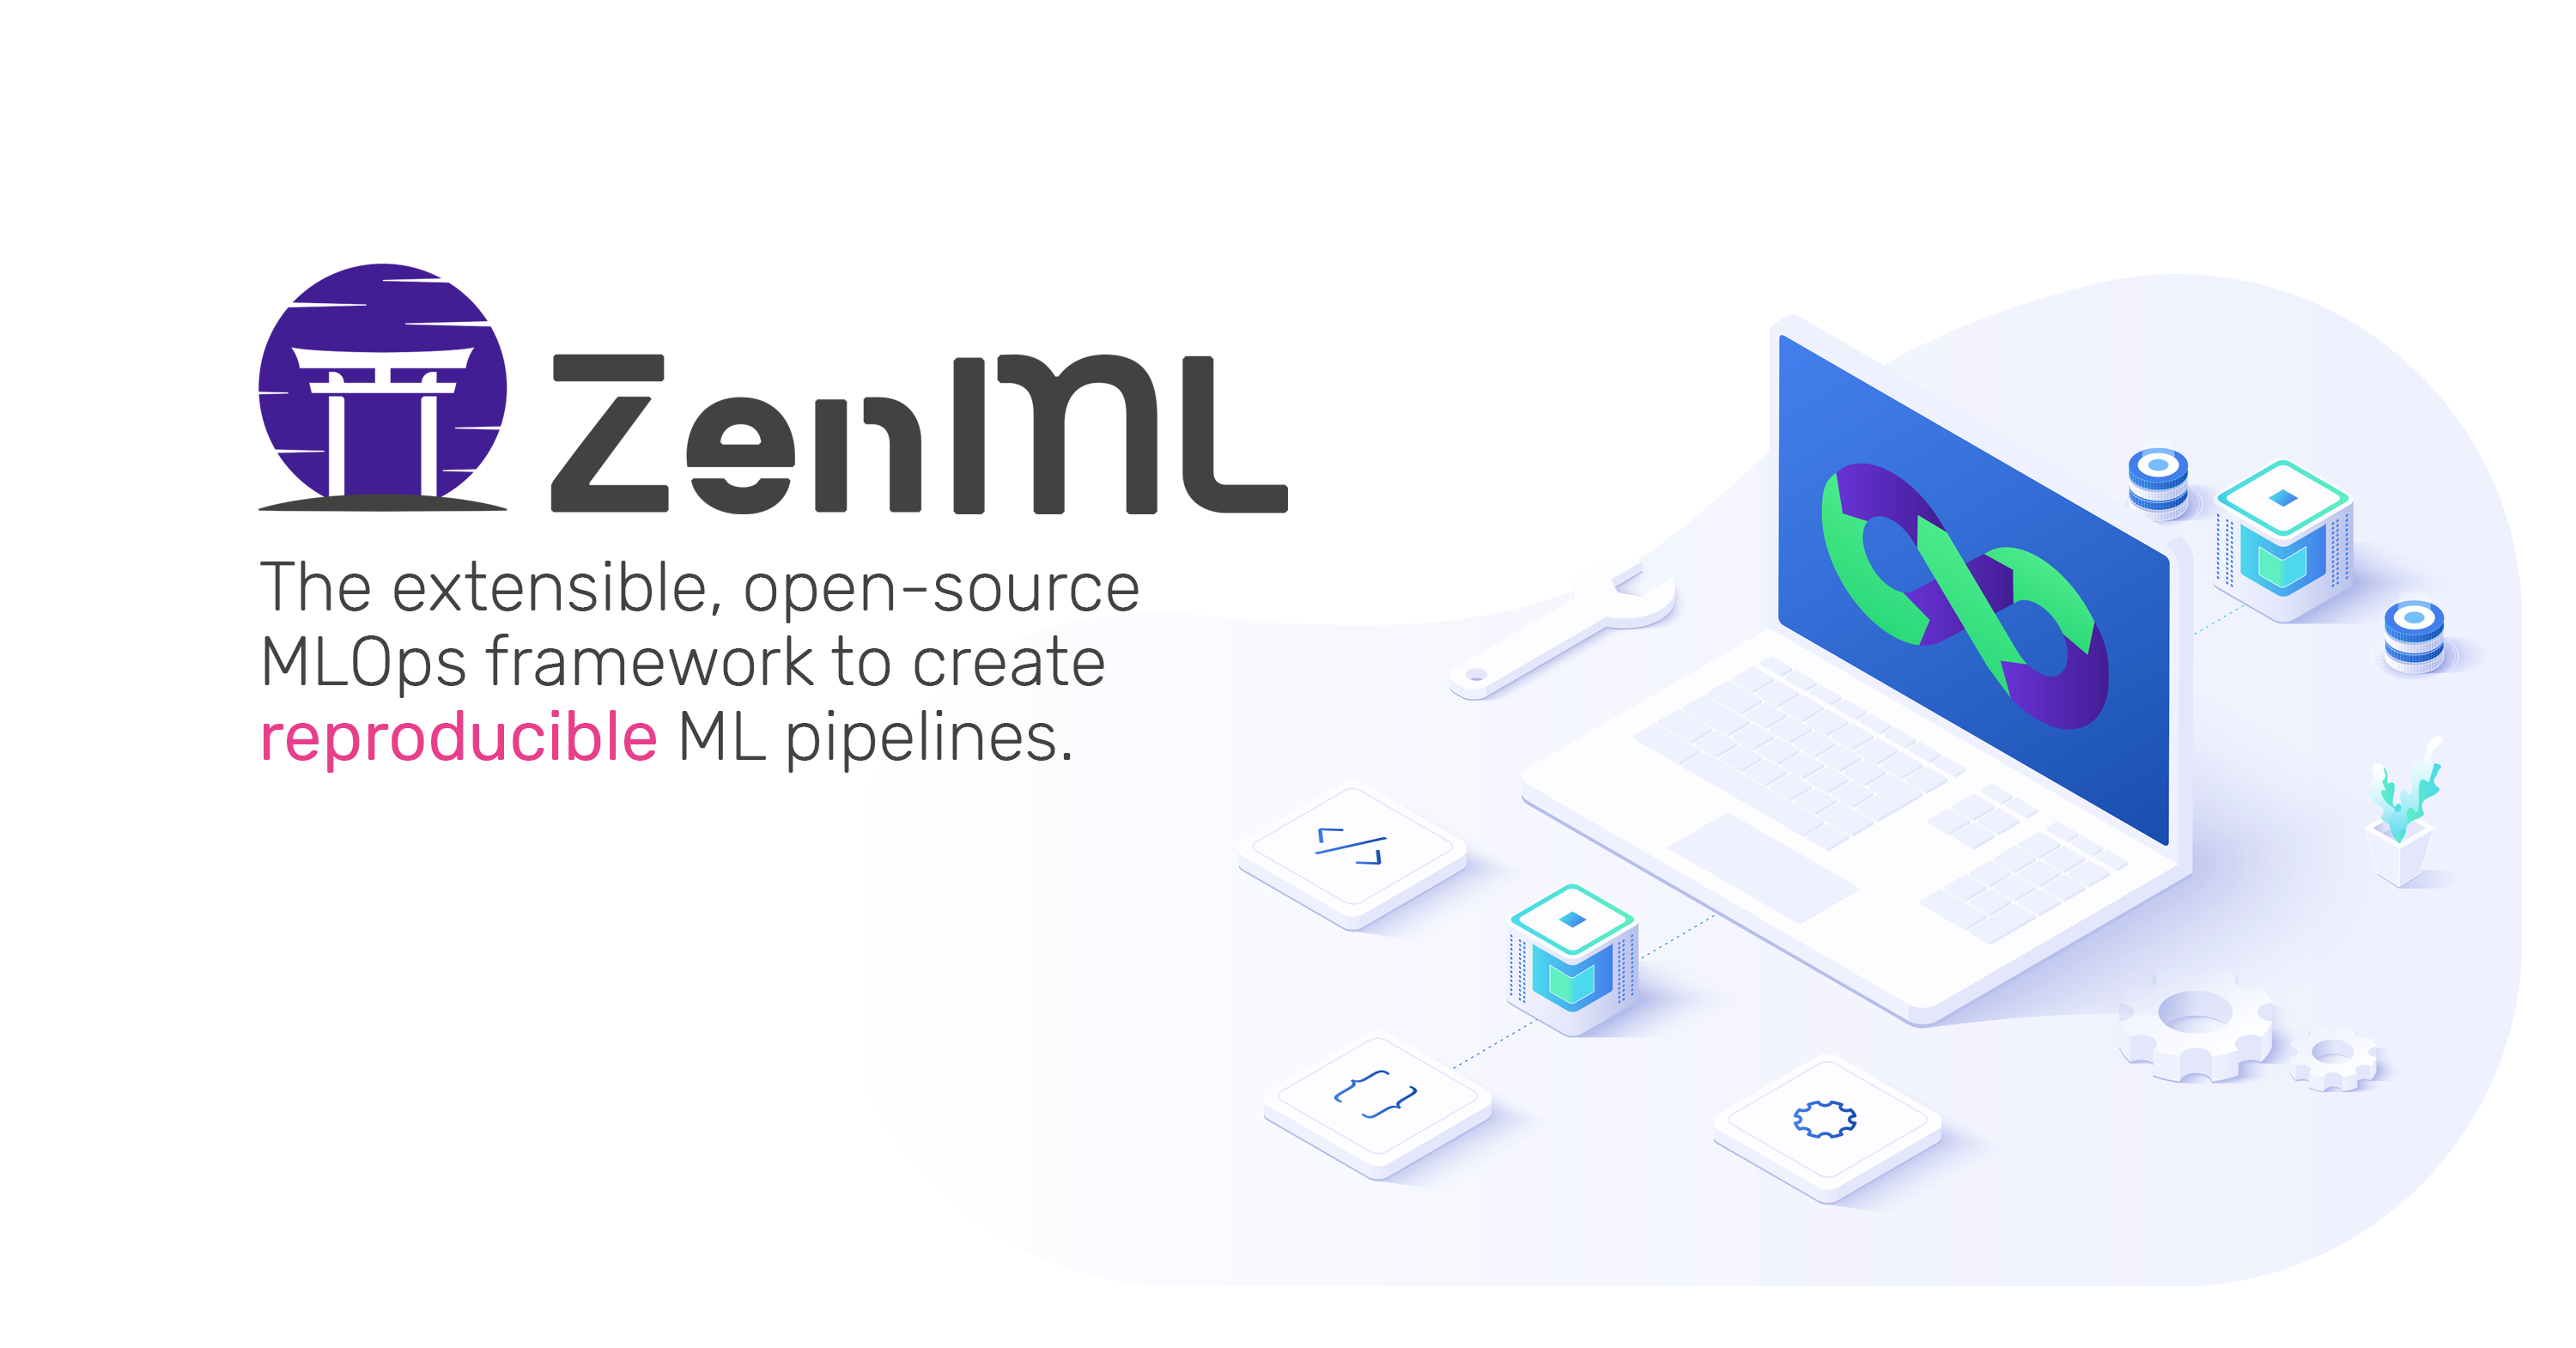 ZenML
The extensible, open-source
MLOps framework to create
reproducible ML pipelines.